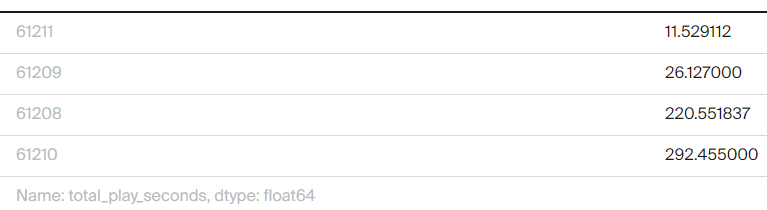 61211 11.529112
61209 26.127000
61208 220.551837
61210 292.455000
Name: total_play_seconds, dtype: float64